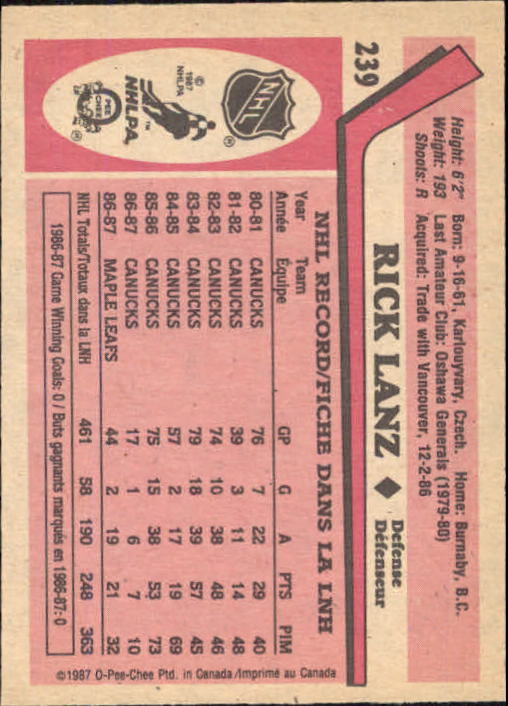 239
Height: 6'2" Born: 9-16-61, Karlouyvary, Czech. Home: Burnaby, B.C.
Weight: 193 Last Amateur Club: Oshawa Generals (1979-80)
Shoots: R Acquired: Trade with Vancouver, 12-2-86
RICK LANZ ◆ Defense
Défenseur
NHL
®
© 1987 NHLPA
NHLPA
TM
O PEE CHEE
®
NHL RECORD/FICHE DANS LA LNH
Year Team
Année Équipe GP G A PTS PIM
80-81 CANUCKS 76 7 22 29 40
81-82 CANUCKS 39 3 11 14 48
82-83 CANUCKS 74 10 38 48 46
83-84 CANUCKS 79 18 39 57 45
84-85 CANUCKS 57 2 17 19 69
85-86 CANUCKS 75 15 38 53 73
86-87 CANUCKS 17 1 6 7 10
86-87 MAPLE LEAFS 44 2 19 21 32
NHL Totals/Totaux dans la LNH 461 58 190 248 363
1986-87 Game Winning Goals: 0 / Buts gagnants marqués en 1986-87: 0
©1987 O-Pee-Chee Ptd. in Canada/Imprimé au Canada